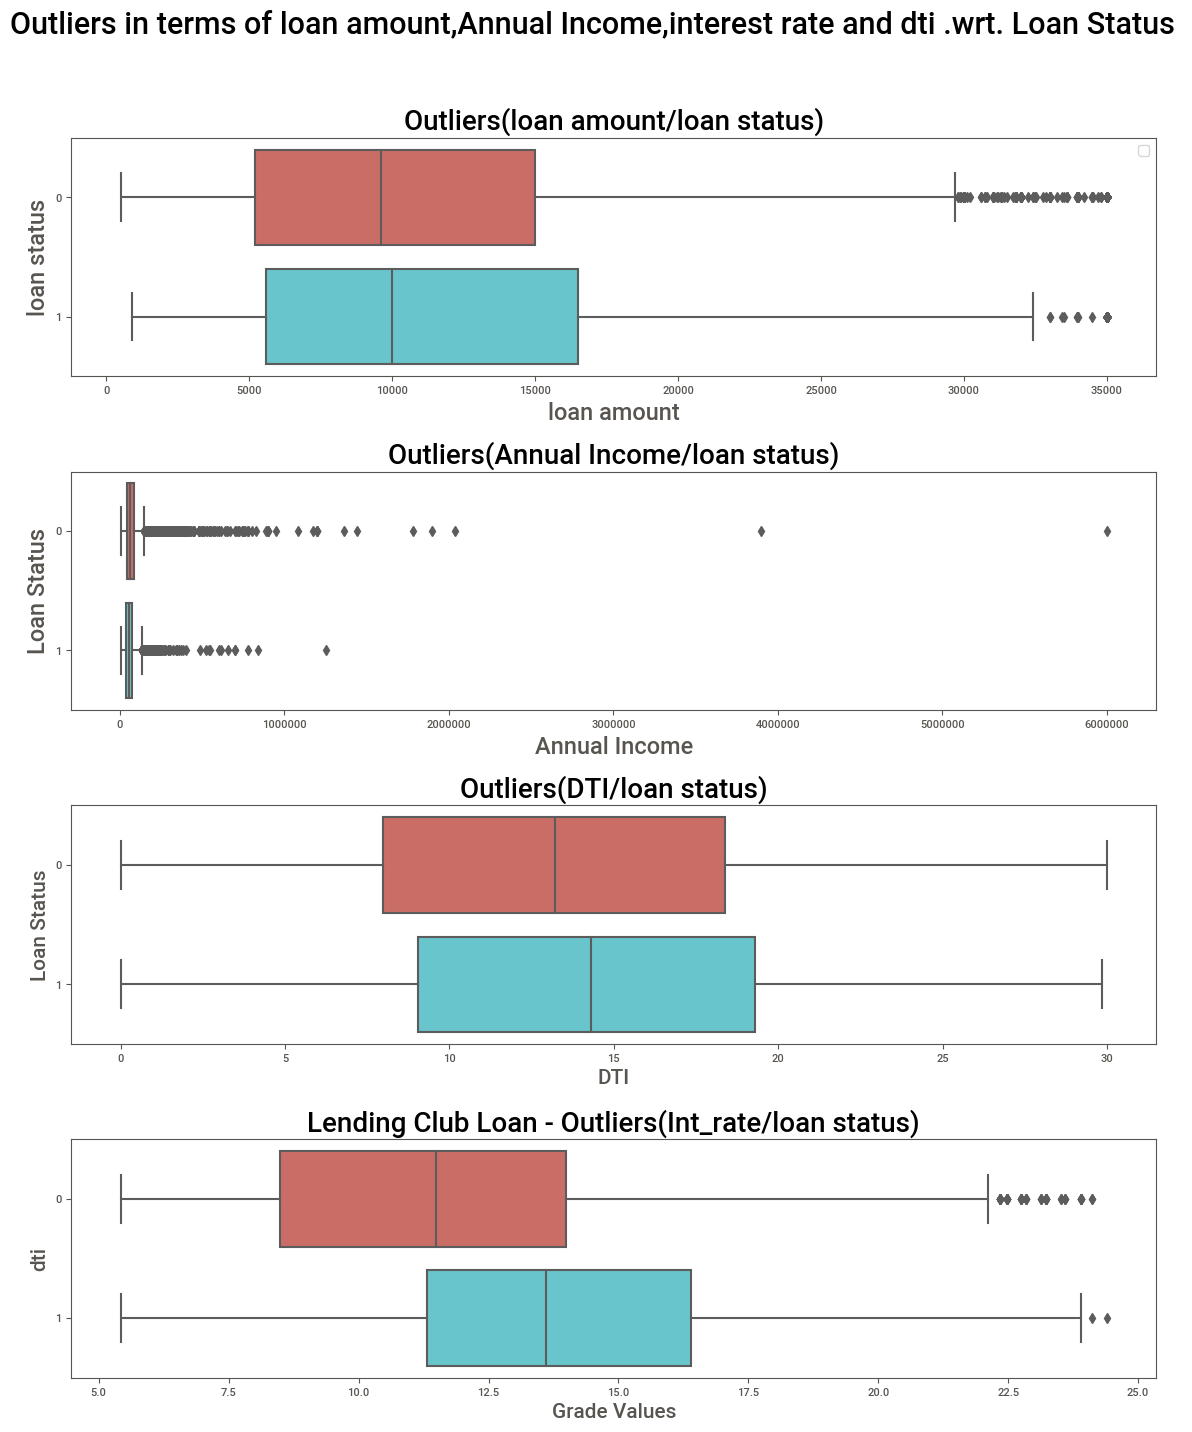 Outliers in terms of loan amount,Annual Income,interest rate and dti .wrt. Loan Status
Outliers(loan amount/loan status)
loan status
0
1
0 5000 10000 15000 20000 25000 30000 35000
loan amount
Outliers(Annual Income/loan status)
Loan Status
0
1
0 1000000 2000000 3000000 4000000 5000000 6000000
Annual Income
Outliers(DTI/loan status)
Loan Status
0
1
0 5 10 15 20 25 30
DTI
Lending Club Loan - Outliers(Int_rate/loan status)
dti
0
1
5.0 7.5 10.0 12.5 15.0 17.5 20.0 22.5 25.0
Grade Values